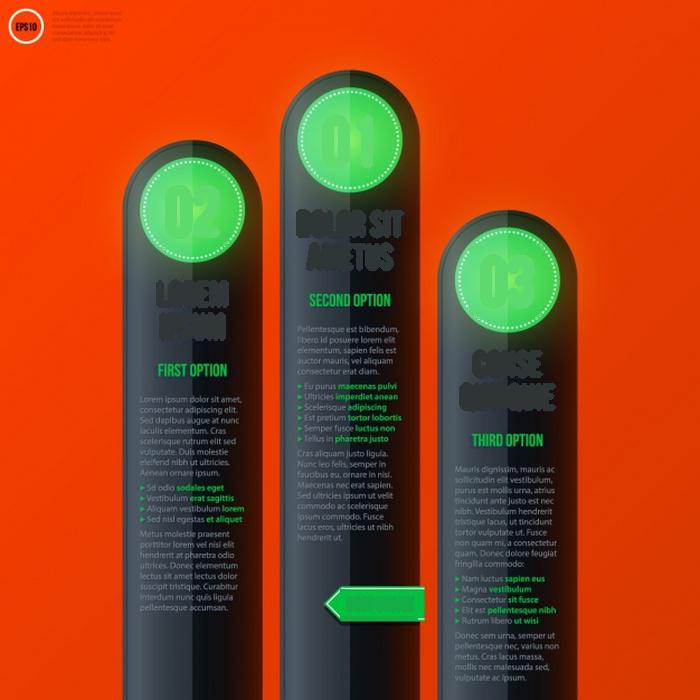 EPS10
02
LOREM
IPSUM
FIRST OPTION
Lorem ipsum dolor sit amet,
consectetur adipiscing elit.
Sed dapibus augue at nunc
iaculis elementum. Cras
scelerisque rutrum elit sed
vulputate. Duis molestie
eleifend nibh ut ultricies.
Aenean ornare ipsum.
Sd odio sodales eget
Vestibulum erat sagittis
Aliquam vestibulum lorem
Sed nisl egestas et aliquet
Metus molestie praesent
porttitor lorem vel nisi elit
hendrerit at pharetra odio
ultrices. Donec elementum
lectus sit amet lectus dolor
suscipit tristique. Curabitur
interdum nunc quis ligula
pellentesque accumsan.
01
DOLOR SIT
AMETUS
SECOND OPTION
Pellentesque est bibendum,
libero id posuere lorem elit
elementum, sapien felis est
auctor mauris, vel aliquam
consectetur erat diam.
Eu purus maecenas pulvi
Ultricies imperdiet anean
Scelerisque adipiscing
Est pretium tortor lobortis
Semper fusce luctus non
Tellus in pharetra justo
Cras aliquam justo ligula.
Nunc leo felis, semper in
faucibus eu, ornare in nisi.
Maecenas nec erat sapien.
Sed ultricies ipsum ut velit
commodo ac scelerisque
ipsum commodo. Fusce
lacus eros, ultricies ut nibh
hendrerit ut.
03
CONSE
THIRD OPTION
Mauris dignissim, mauris ac
sollicitudin elit vestibulum,
purus est mollis urna, atrius
tincidunt ante justo et enim
nibh. Vestibulum hendrerit
tristique lacus, ut tincidunt
tortor vulputate ut. Fusce
non quam mi, a consectetur
quam. Donec dolore feugiat
fringilla commodo:
Nam luctus sapien eus
Magna vestibulum
Consectetur sit fusce
Elit est pellentesque nibh
Rutrum libero ut wisi
Donec sem urna, semper ut
pellentesque nec, varius non
metus. Cras iaculis lacus mass
mollis nec malesuada sed,
vulputate ac ipsum.